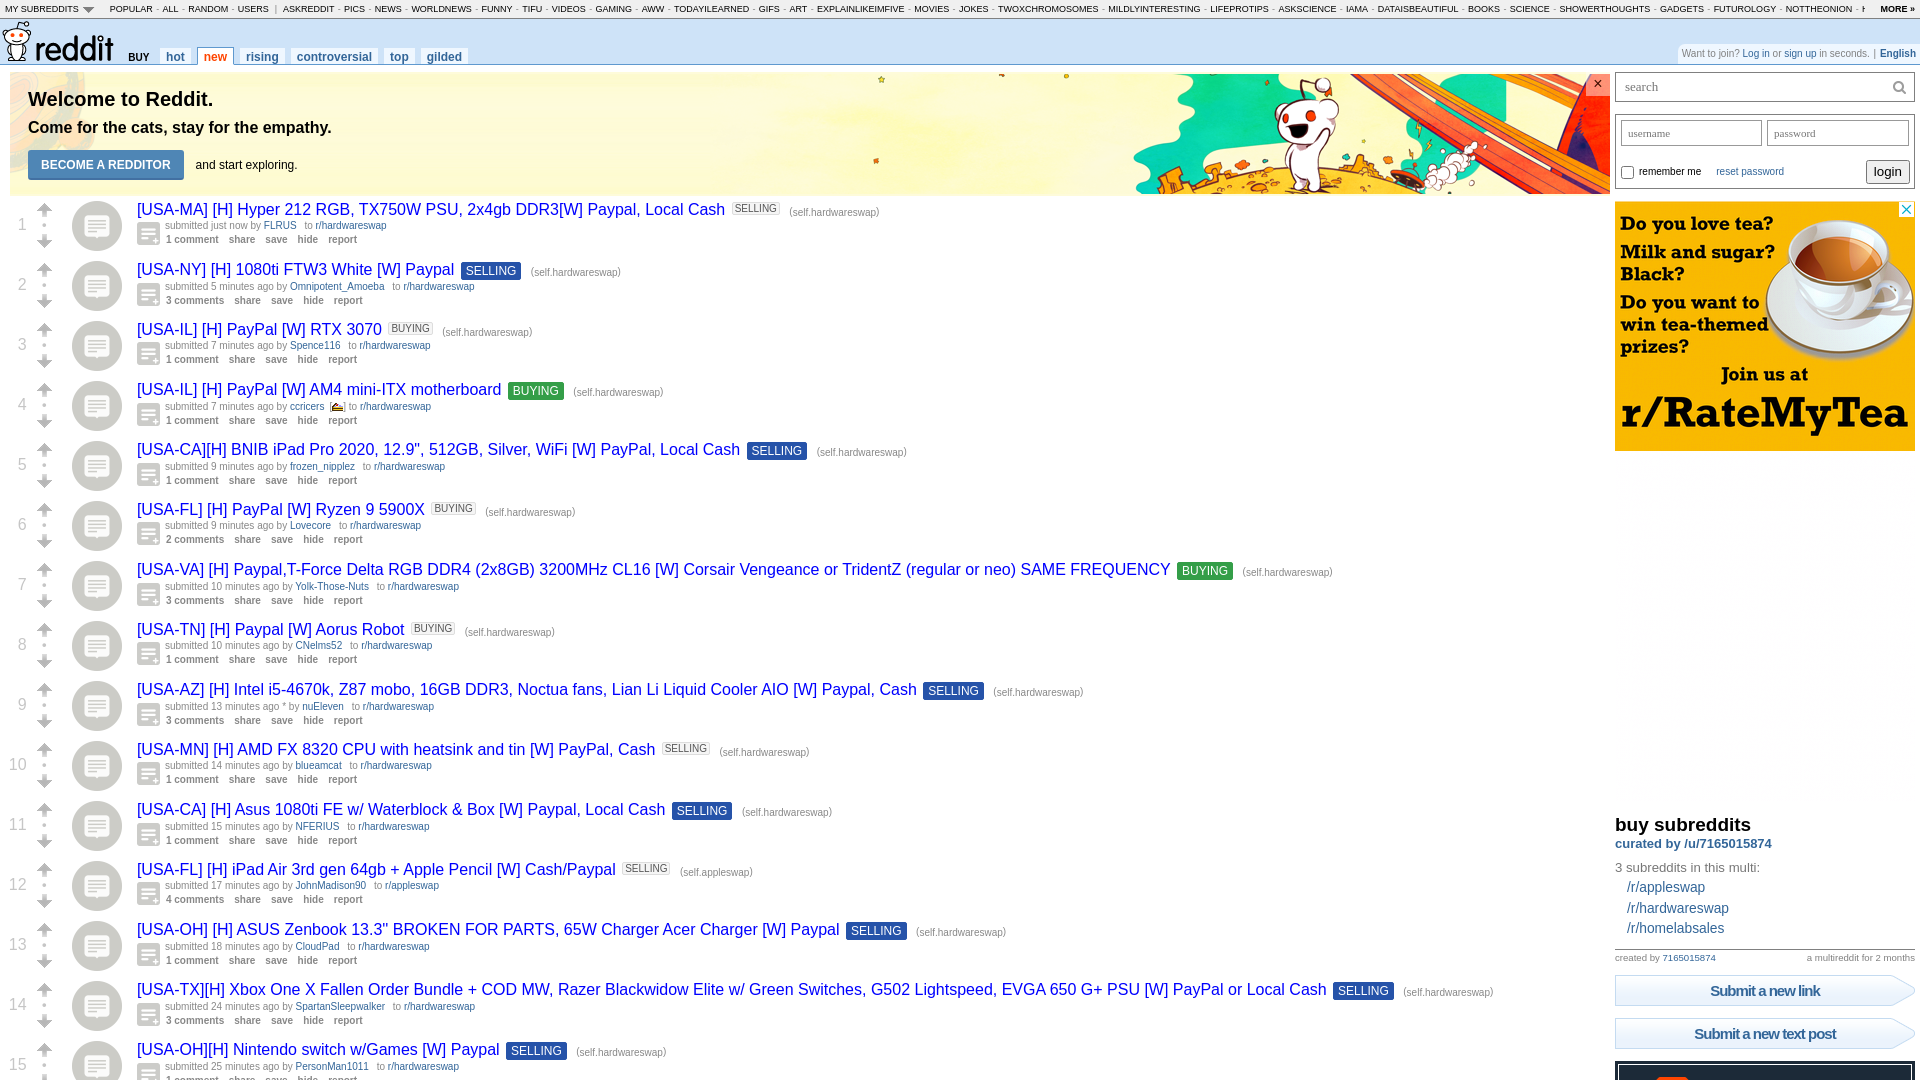 MY SUBREDDITS POPULAR - ALL - RANDOM - USERS | ASKREDDIT - PICS - NEWS - WORLDNEWS - FUNNY - TIFU - VIDEOS - GAMING - AWW - TODAYILEARNED - GIFS - ART - EXPLAINLIKEIMFIVE - MOVIES - JOKES - TWOXCHROMOSOMES - MILDLYINTERESTING - LIFEPROTIPS - ASKSCIENCE - IAMA - DATAISBEAUTIFUL - BOOKS - SCIENCE - SHOWERTHOUGHTS - GADGETS - FUTUROLOGY - NOTTHEONION - MORE »
reddit BUY hot new rising controversial top gilded
Want to join? Log in or sign up in seconds. | English
Welcome to Reddit.
Come for the cats, stay for the empathy.
BECOME A REDDITOR and start exploring.
×
1
[USA-MA] [H] Hyper 212 RGB, TX750W PSU, 2x4gb DDR3[W] Paypal, Local Cash SELLING (self.hardwareswap)
submitted just now by FLRUS to r/hardwareswap
1 comment share save hide report
2
[USA-NY] [H] 1080ti FTW3 White [W] Paypal SELLING (self.hardwareswap)
submitted 5 minutes ago by Omnipotent_Amoeba to r/hardwareswap
3 comments share save hide report
3
[USA-IL] [H] PayPal [W] RTX 3070 BUYING (self.hardwareswap)
submitted 7 minutes ago by Spence116 to r/hardwareswap
1 comment share save hide report
4
[USA-IL] [H] PayPal [W] AM4 mini-ITX motherboard BUYING (self.hardwareswap)
submitted 7 minutes ago by ccricers [] to r/hardwareswap
1 comment share save hide report
5
[USA-CA][H] BNIB iPad Pro 2020, 12.9", 512GB, Silver, WiFi [W] PayPal, Local Cash SELLING (self.hardwareswap)
submitted 9 minutes ago by frozen_nipplez to r/hardwareswap
1 comment share save hide report
6
[USA-FL] [H] PayPal [W] Ryzen 9 5900X BUYING (self.hardwareswap)
submitted 9 minutes ago by Lovecore to r/hardwareswap
2 comments share save hide report
7
[USA-VA] [H] Paypal,T-Force Delta RGB DDR4 (2x8GB) 3200MHz CL16 [W] Corsair Vengeance or TridentZ (regular or neo) SAME FREQUENCY BUYING (self.hardwareswap)
submitted 10 minutes ago by Yolk-Those-Nuts to r/hardwareswap
3 comments share save hide report
8
[USA-TN] [H] Paypal [W] Aorus Robot BUYING (self.hardwareswap)
submitted 10 minutes ago by CNelms52 to r/hardwareswap
1 comment share save hide report
9
[USA-AZ] [H] Intel i5-4670k, Z87 mobo, 16GB DDR3, Noctua fans, Lian Li Liquid Cooler AIO [W] Paypal, Cash SELLING (self.hardwareswap)
submitted 13 minutes ago * by nuEleven to r/hardwareswap
3 comments share save hide report
10
[USA-MN] [H] AMD FX 8320 CPU with heatsink and tin [W] PayPal, Cash SELLING (self.hardwareswap)
submitted 14 minutes ago by blueamcat to r/hardwareswap
1 comment share save hide report
11
[USA-CA] [H] Asus 1080ti FE w/ Waterblock & Box [W] Paypal, Local Cash SELLING (self.hardwareswap)
submitted 15 minutes ago by NFERIUS to r/hardwareswap
1 comment share save hide report
12
[USA-FL] [H] iPad Air 3rd gen 64gb + Apple Pencil [W] Cash/Paypal SELLING (self.appleswap)
submitted 17 minutes ago by JohnMadison90 to r/appleswap
4 comments share save hide report
13
[USA-OH] [H] ASUS Zenbook 13.3" BROKEN FOR PARTS, 65W Charger Acer Charger [W] Paypal SELLING (self.hardwareswap)
submitted 18 minutes ago by CloudPad to r/hardwareswap
1 comment share save hide report
14
[USA-TX][H] Xbox One X Fallen Order Bundle + COD MW, Razer Blackwidow Elite w/ Green Switches, G502 Lightspeed, EVGA 650 G+ PSU [W] PayPal or Local Cash SELLING (self.hardwareswap)
submitted 24 minutes ago by SpartanSleepwalker to r/hardwareswap
3 comments share save hide report
15
[USA-OH][H] Nintendo switch w/Games [W] Paypal SELLING (self.hardwareswap)
submitted 25 minutes ago by PersonMan1011 to r/hardwareswap
1 comment share save hide report
search
username password
remember me reset password login
Do you love tea?
Milk and sugar?
Black?
Do you want to
win tea-themed
prizes?
Join us at
r/RateMyTea
buy subreddits
curated by /u/7165015874
3 subreddits in this multi:
/r/appleswap
/r/hardwareswap
/r/homelabsales
created by 7165015874 a multireddit for 2 months
Submit a new link
Submit a new text post